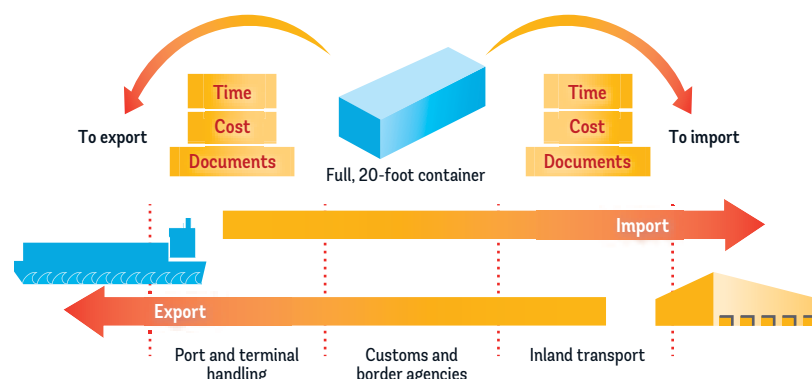 Time
Cost
Documents
To export
Full, 20-foot container
Time
Cost
Documents
To import
Import
Export
Port and terminal
handling
Customs and
border agencies
Inland transport